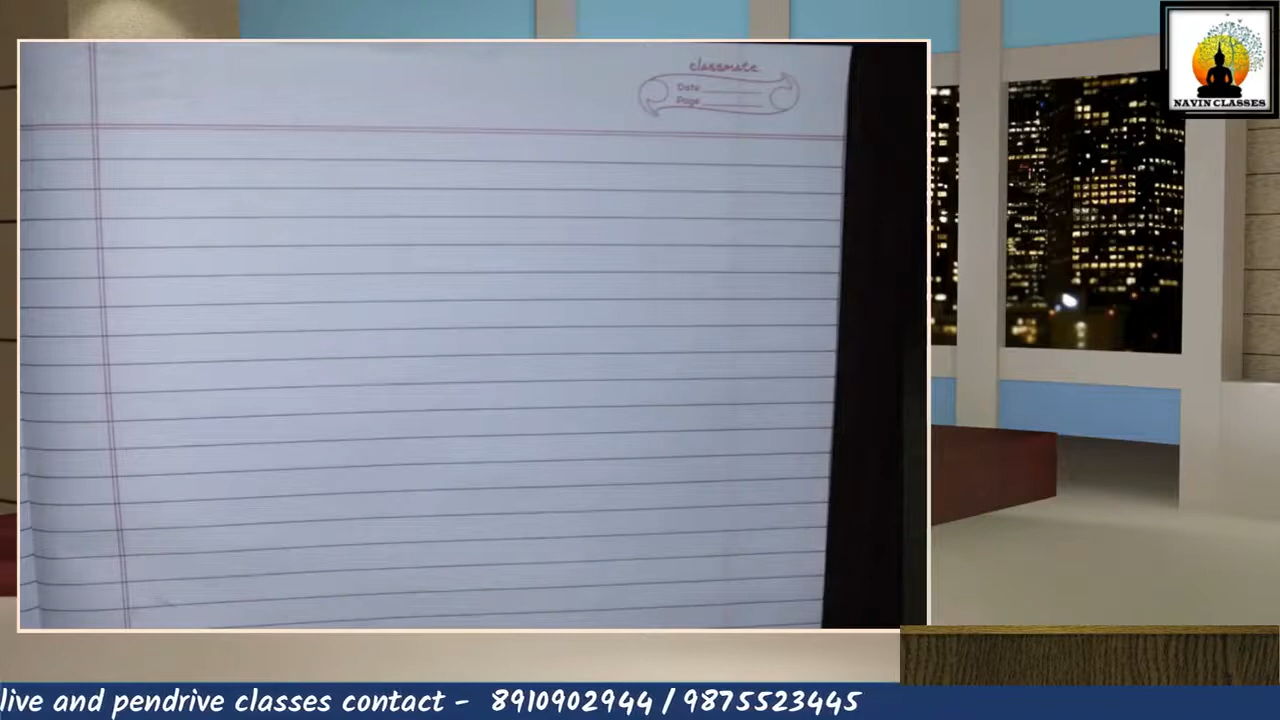 classmate
Date
Page
NAVIN CLASSES
live and pendrive classes contact - 8910902944 / 9875523445